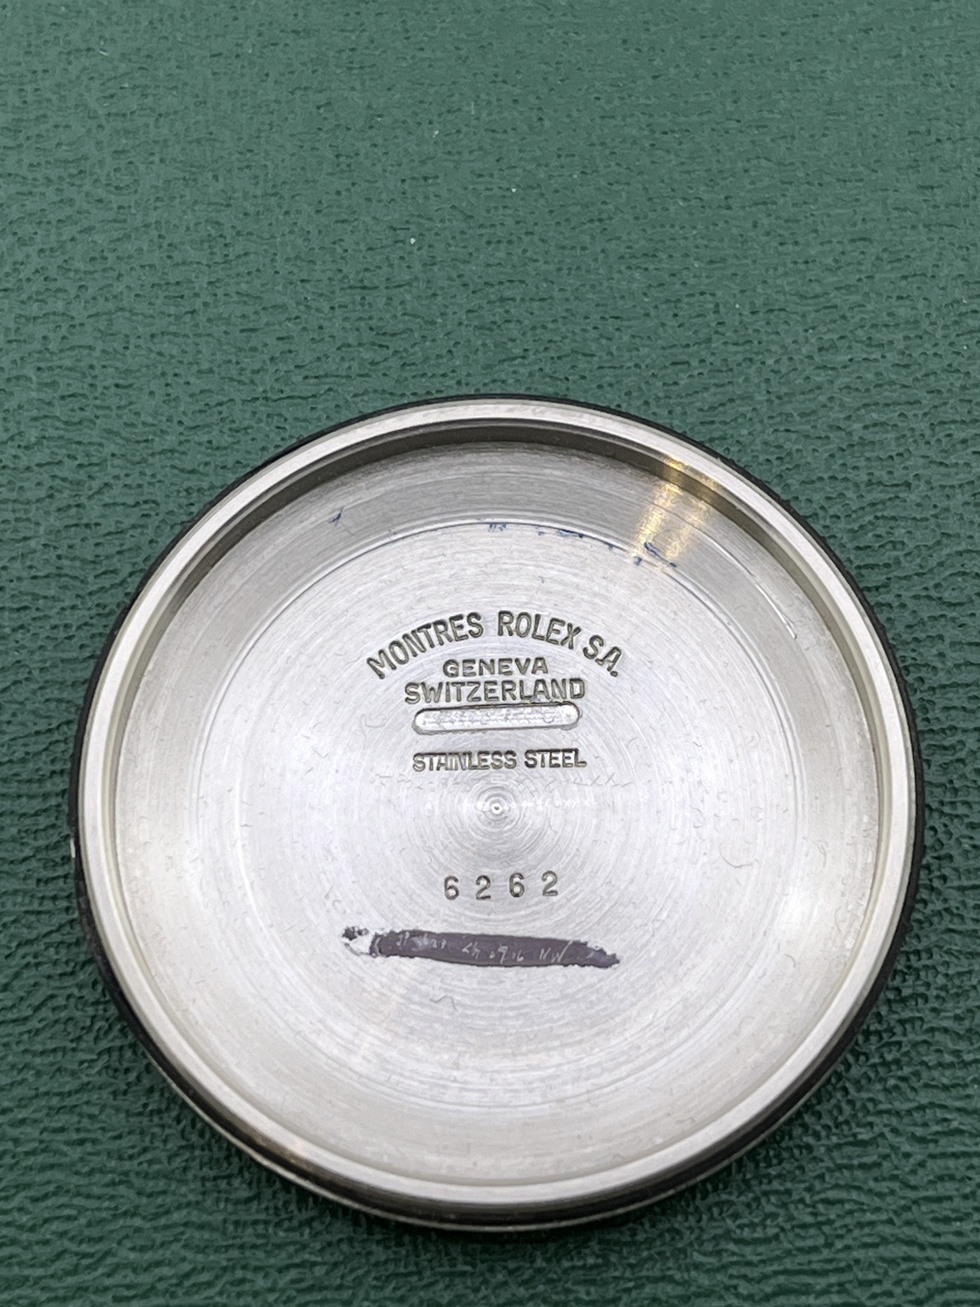 MONTRES ROLEX S.A.
GENEVA
SWITZERLAND
STAINLESS STEEL
6262